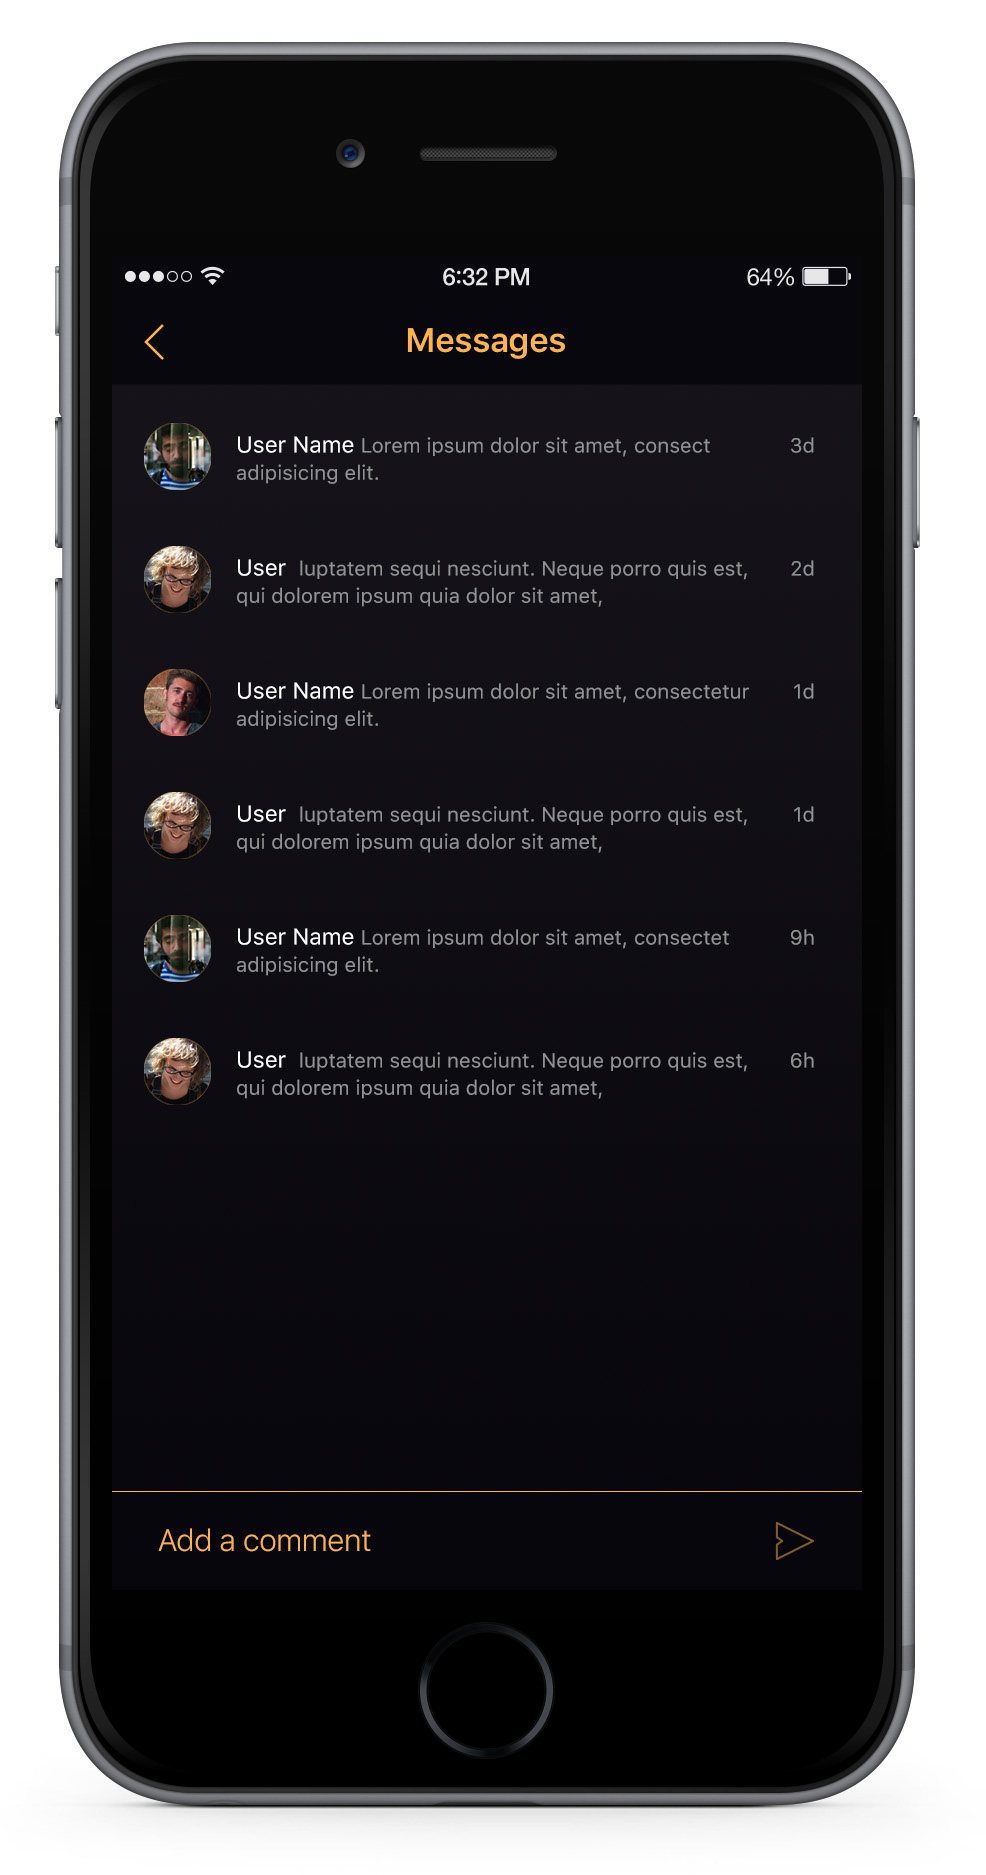 6:32 PM 64%
Messages
User Name Lorem ipsum dolor sit amet, consect 3d
adipisicing elit.
User luptatem sequi nesciunt. Neque porro quis est, 2d
qui dolorem ipsum quia dolor sit amet,
User Name Lorem ipsum dolor sit amet, consectetur 1d
adipisicing elit.
User luptatem sequi nesciunt. Neque porro quis est, 1d
qui dolorem ipsum quia dolor sit amet,
User Name Lorem ipsum dolor sit amet, consectet 9h
adipisicing elit.
User luptatem sequi nesciunt. Neque porro quis est, 6h
qui dolorem ipsum quia dolor sit amet,
Add a comment